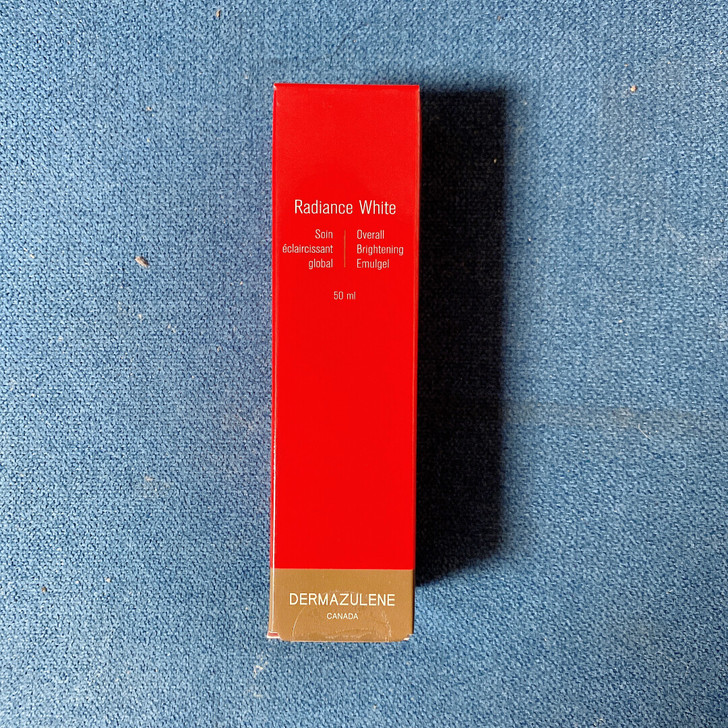 Radiance White
Soin
éclaircissant
global
Overall
Brightening
Emulgel
50 ml
DERMAZULENE
CANADA